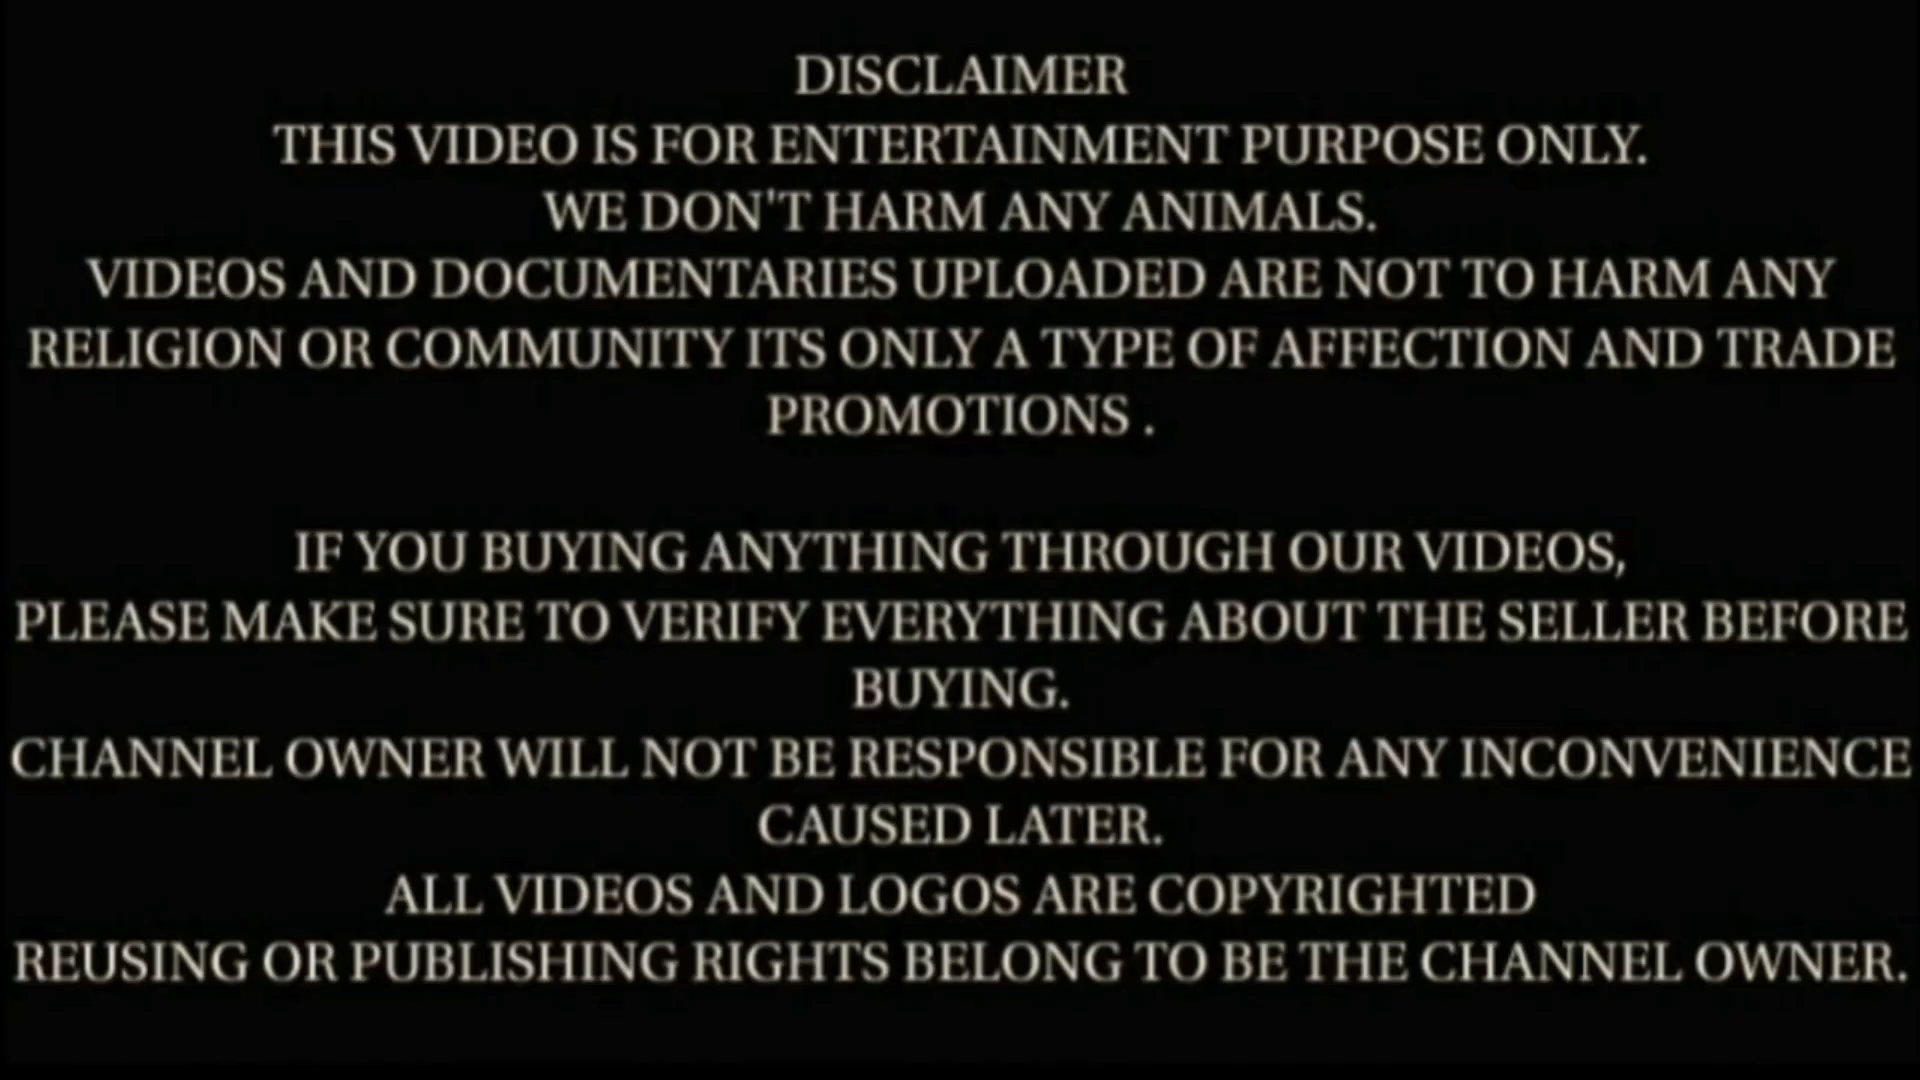 DISCLAIMER
THIS VIDEO IS FOR ENTERTAINMENT PURPOSE ONLY.
WE DON'T HARM ANY ANIMALS.
VIDEOS AND DOCUMENTARIES UPLOADED ARE NOT TO HARM ANY
RELIGION OR COMMUNITY ITS ONLY A TYPE OF AFFECTION AND TRADE
PROMOTIONS .
IF YOU BUYING ANYTHING THROUGH OUR VIDEOS,
PLEASE MAKE SURE TO VERIFY EVERYTHING ABOUT THE SELLER BEFORE
BUYING.
CHANNEL OWNER WILL NOT BE RESPONSIBLE FOR ANY INCONVENIENCE
CAUSED LATER.
ALL VIDEOS AND LOGOS ARE COPYRIGHTED
REUSING OR PUBLISHING RIGHTS BELONG TO BE THE CHANNEL OWNER.